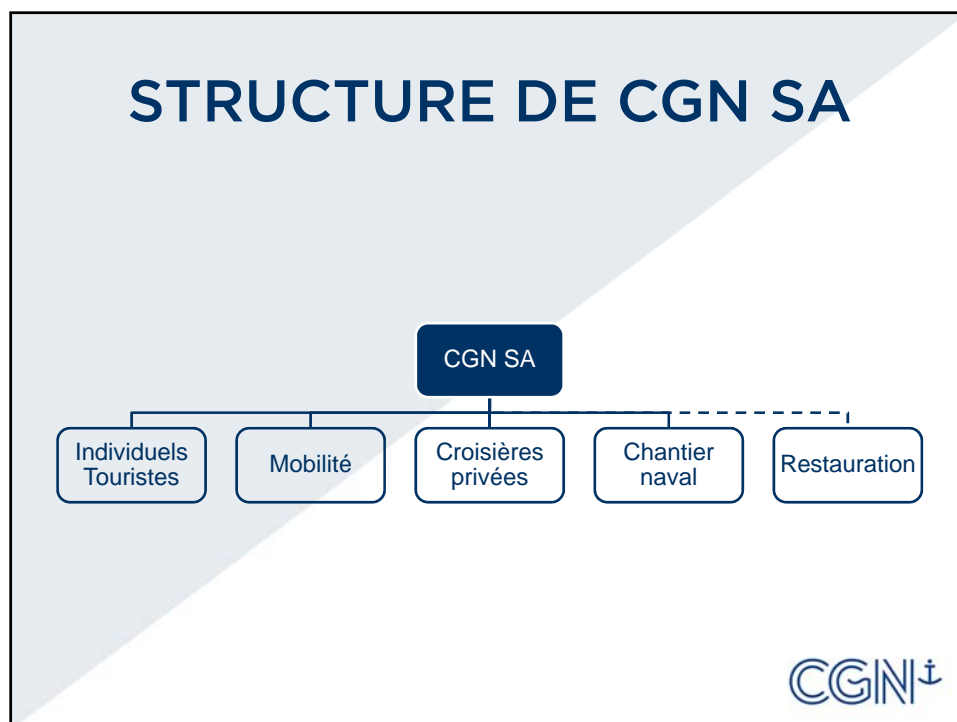 STRUCTURE DE CGN SA
CGN SA
Individuels
Touristes
Mobilité
Croisières
privées
Chantier
naval
Restauration
CGN